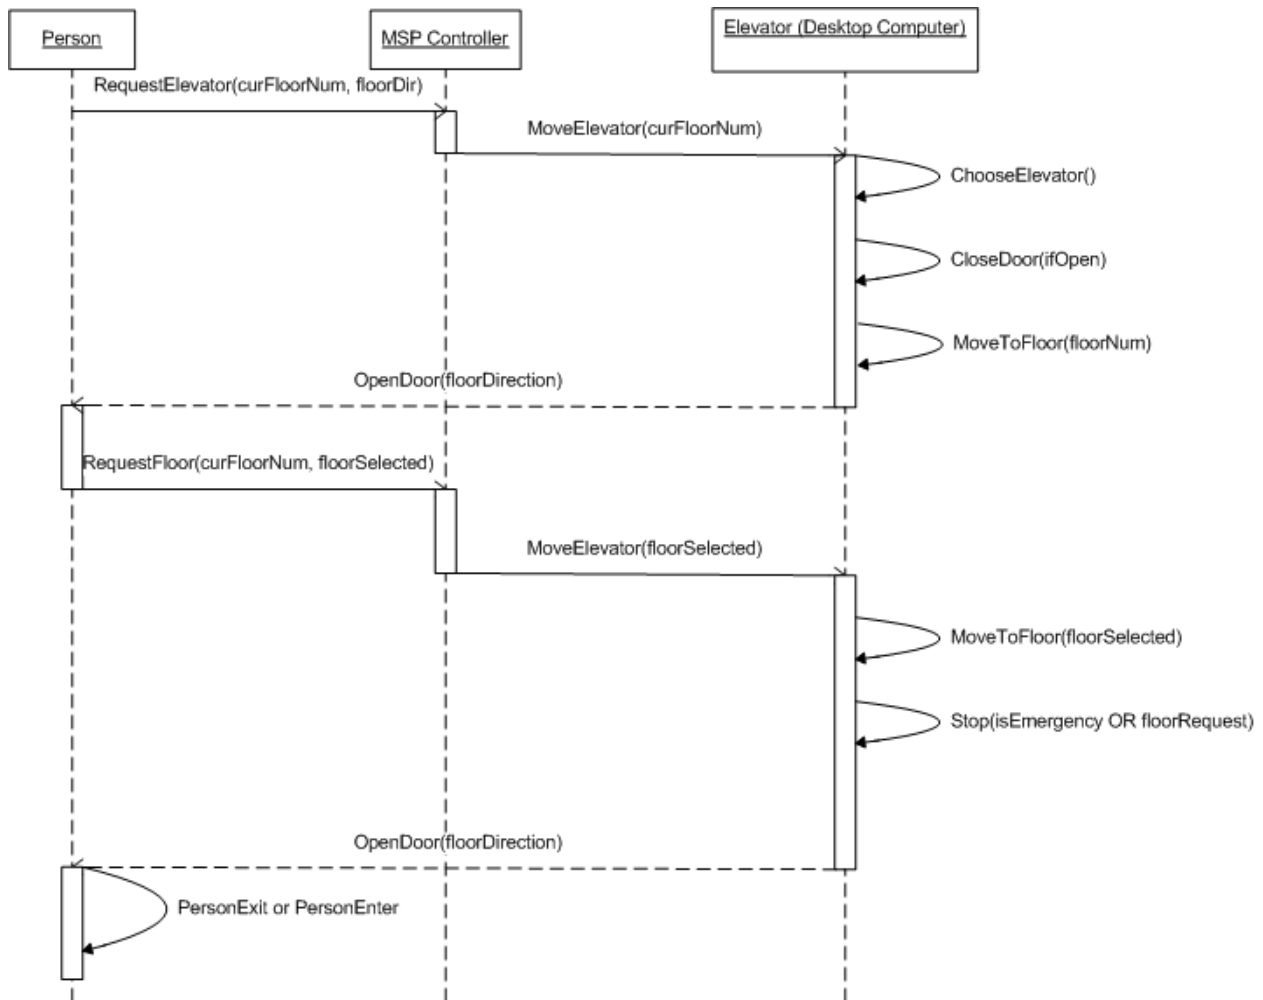 Person
MSP Controller
Elevator (Desktop Computer)
RequestElevator(curFloorNum, floorDir)
MoveElevator(curFloorNum)
ChooseElevator()
CloseDoor(ifOpen)
MoveToFloor(floorNum)
OpenDoor(floorDirection)
RequestFloor(curFloorNum, floorSelected)
MoveElevator(floorSelected)
MoveToFloor(floorSelected)
Stop(isEmergency OR floorRequest)
OpenDoor(floorDirection)
PersonExit or PersonEnter